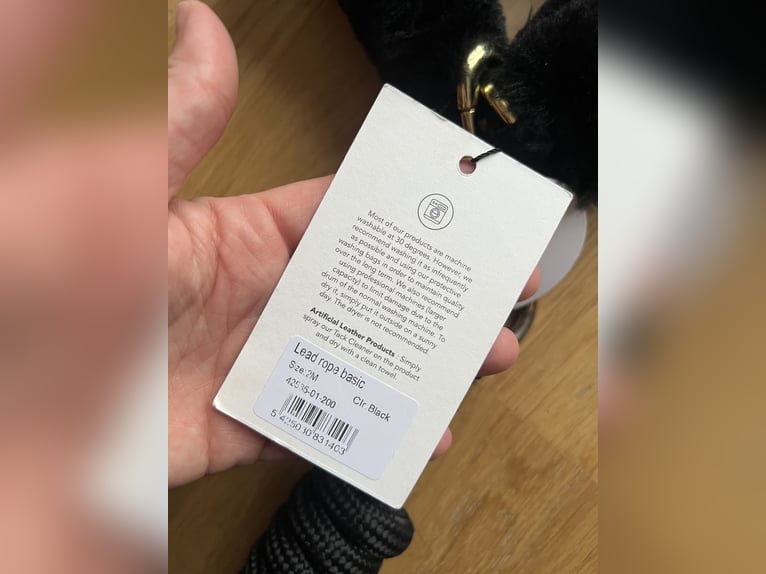 Most of our products are machine
washable at 30 degrees. However, we
recommend washing it as infrequently
as possible and using our protective
washing bags in order to maintain quality
over the long term. We also recommend
using professional machines (larger
capacity) to limit damage due to the
drum of the normal washing machine. To
dry it, simply put it outside on a sunny
day. The dryer is not recommended.
Artificial Leather Products : Simply
spray our Tack Cleaner on the product
and dry with a clean towel.
Lead rope basic
Size: 2M
Clr: Black
42535-01-200
5 425030 831403